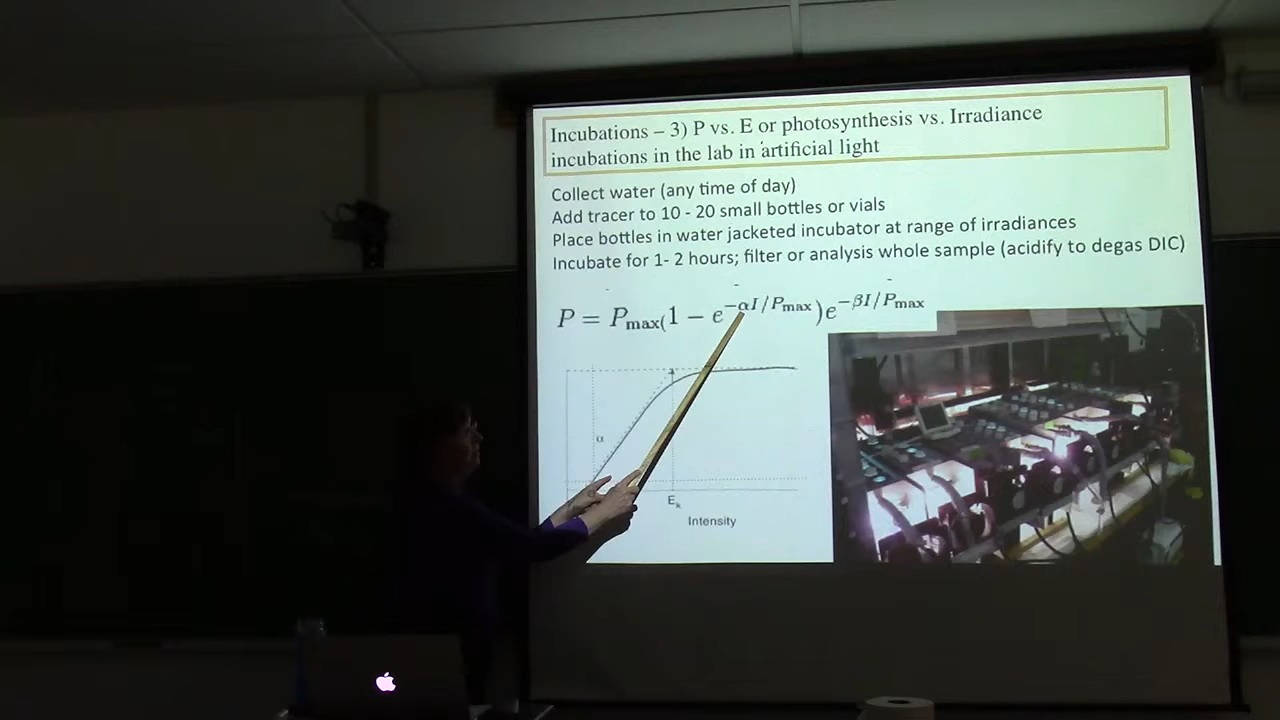 Incubations – 3) P vs. E or photosynthesis vs. Irradiance
incubations in the lab in artificial light
Collect water (any time of day)
Add tracer to 10 - 20 small bottles or vials
Place bottles in water jacketed incubator at range of irradiances
Incubate for 1- 2 hours; filter or analysis whole sample (acidify to degas DIC)
P = Pmax(1 − e^−αI/Pmax)e^−βI/Pmax
α
Ek
Intensity